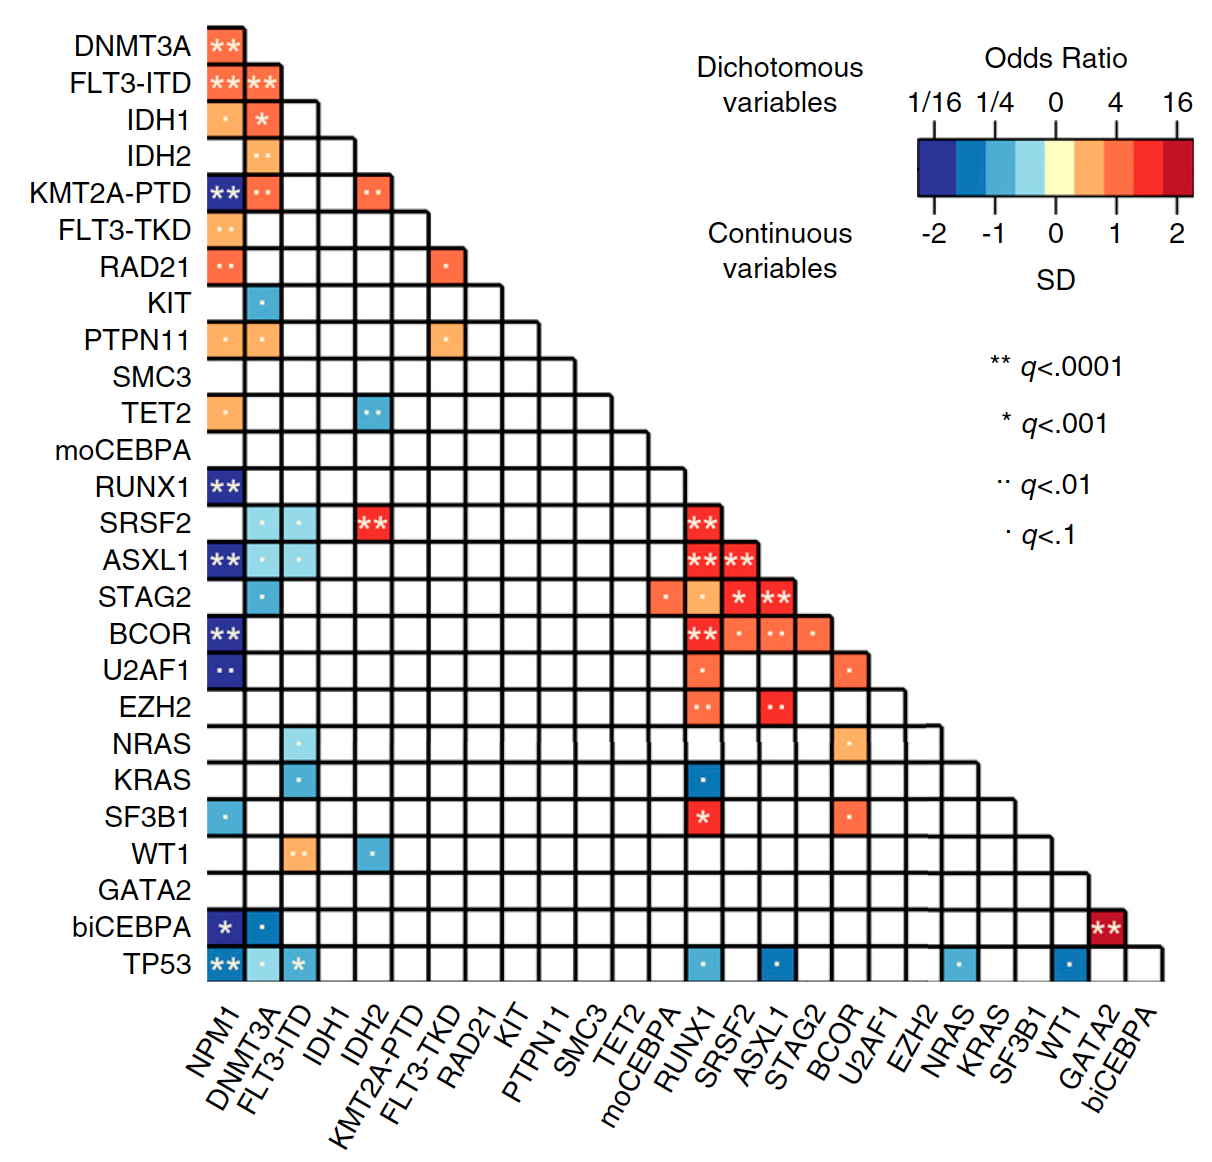 DNMT3A **
FLT3-ITD ** **
IDH1 · *
IDH2 ··
KMT2A-PTD ** ·· ··
FLT3-TKD ··
RAD21 ·· ·
KIT ·
PTPN11 · · ·
SMC3
TET2 · ··
moCEBPA
RUNX1 **
SRSF2 · · ** **
ASXL1 ** · · ** **
STAG2 · · · * **
BCOR ** ** · ·· ·
U2AF1 ·· · ·
EZH2 ·· ··
NRAS · ·
KRAS · ·
SF3B1 · * ·
WT1 ·· ·
GATA2
biCEBPA * · **
TP53 ** · * · · · ·
NPM1
DNMT3A
FLT3-ITD
IDH1
IDH2
KMT2A-PTD
FLT3-TKD
RAD21
KIT
PTPN11
SMC3
TET2
moCEBPA
RUNX1
SRSF2
ASXL1
STAG2
BCOR
U2AF1
EZH2
NRAS
KRAS
SF3B1
WT1
GATA2
biCEBPA
Dichotomous
variables
Odds Ratio
1/16 1/4 0 4 16
Continuous
variables
-2 -1 0 1 2
SD
** q<.0001
* q<.001
·· q<.01
· q<.1